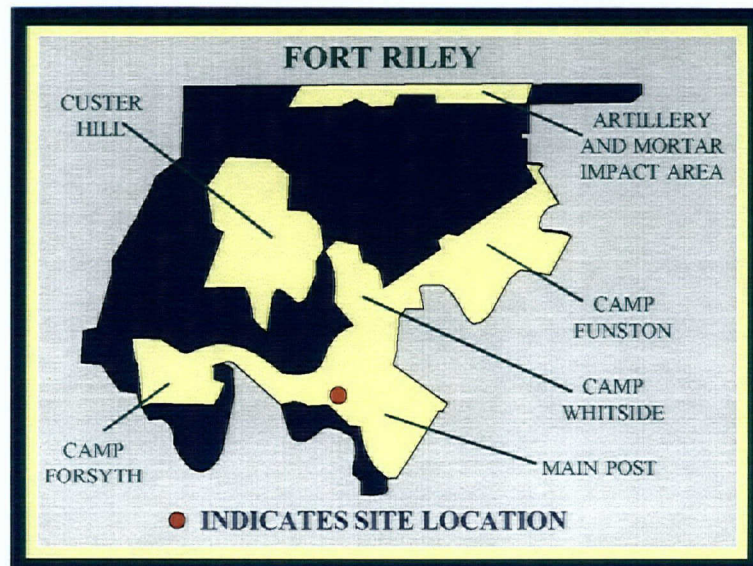 FORT RILEY
CUSTER
HILL
ARTILLERY
AND MORTAR
IMPACT AREA
CAMP
FUNSTON
CAMP
WHITSIDE
CAMP
FORSYTH
MAIN POST
INDICATES SITE LOCATION